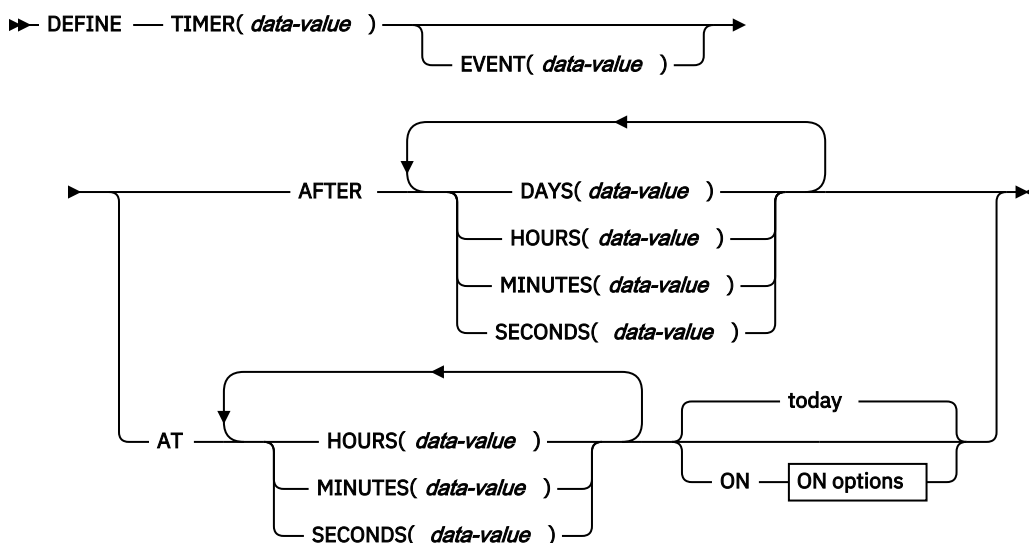 DEFINE TIMER( data-value )
EVENT( data-value )
AFTER DAYS( data-value )
HOURS( data-value )
MINUTES( data-value )
SECONDS( data-value )
today
AT HOURS( data-value )
ON ON options
MINUTES( data-value )
SECONDS( data-value )